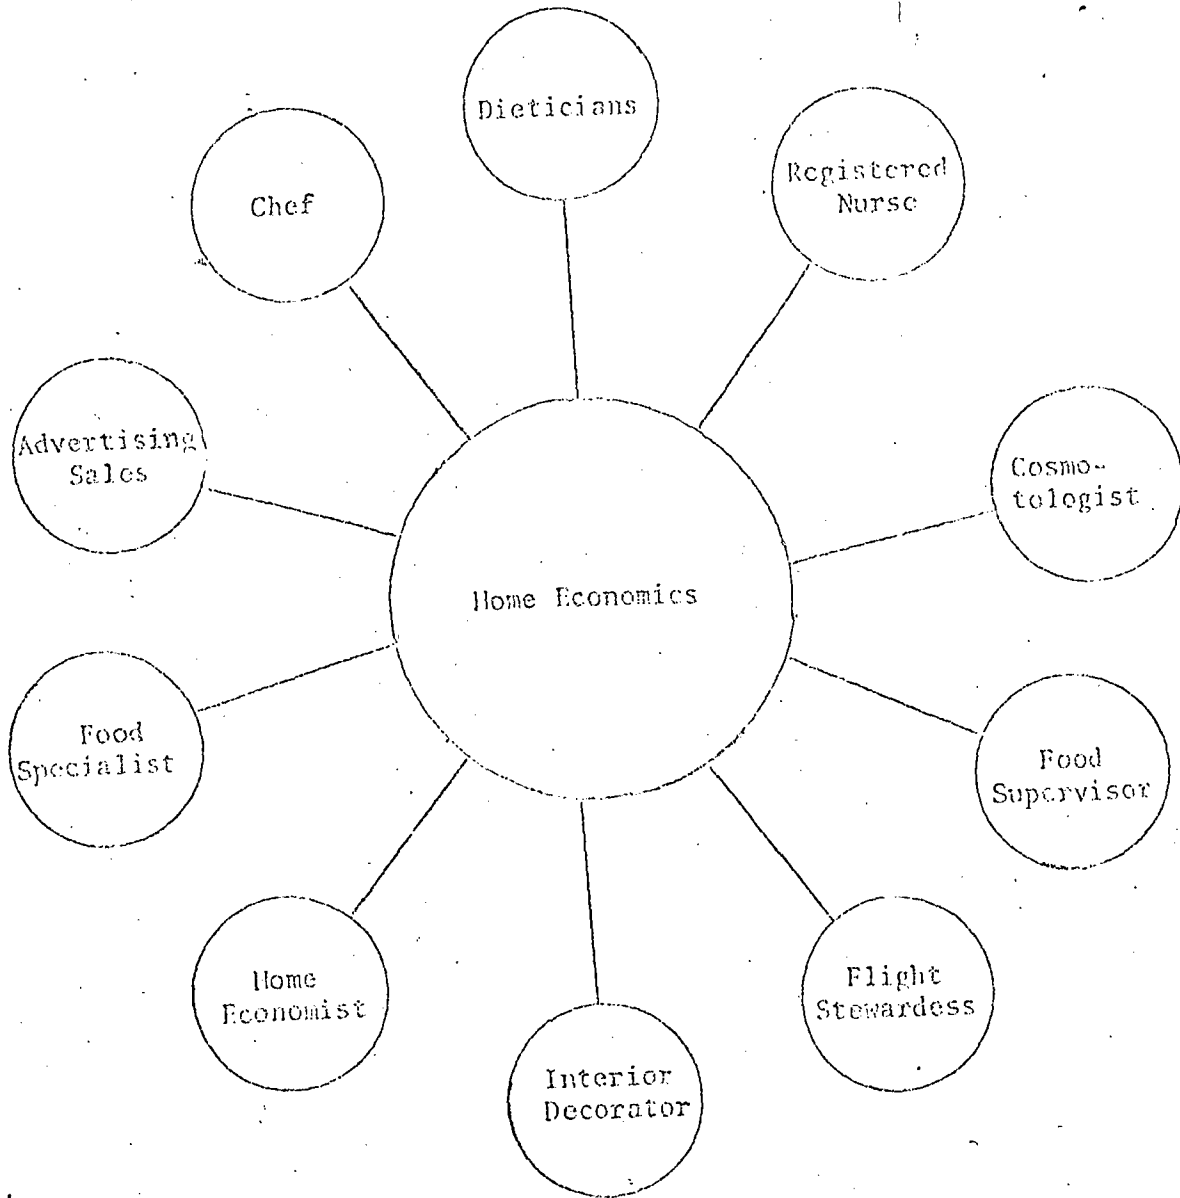 Dieticians
Registered
Nurse
Chef
Advertising
Sales
Cosmo-
tologist
Home Economics
Food
Specialist
Food
Supervisor
Home
Economist
Flight
Stewardess
Interior
Decorator